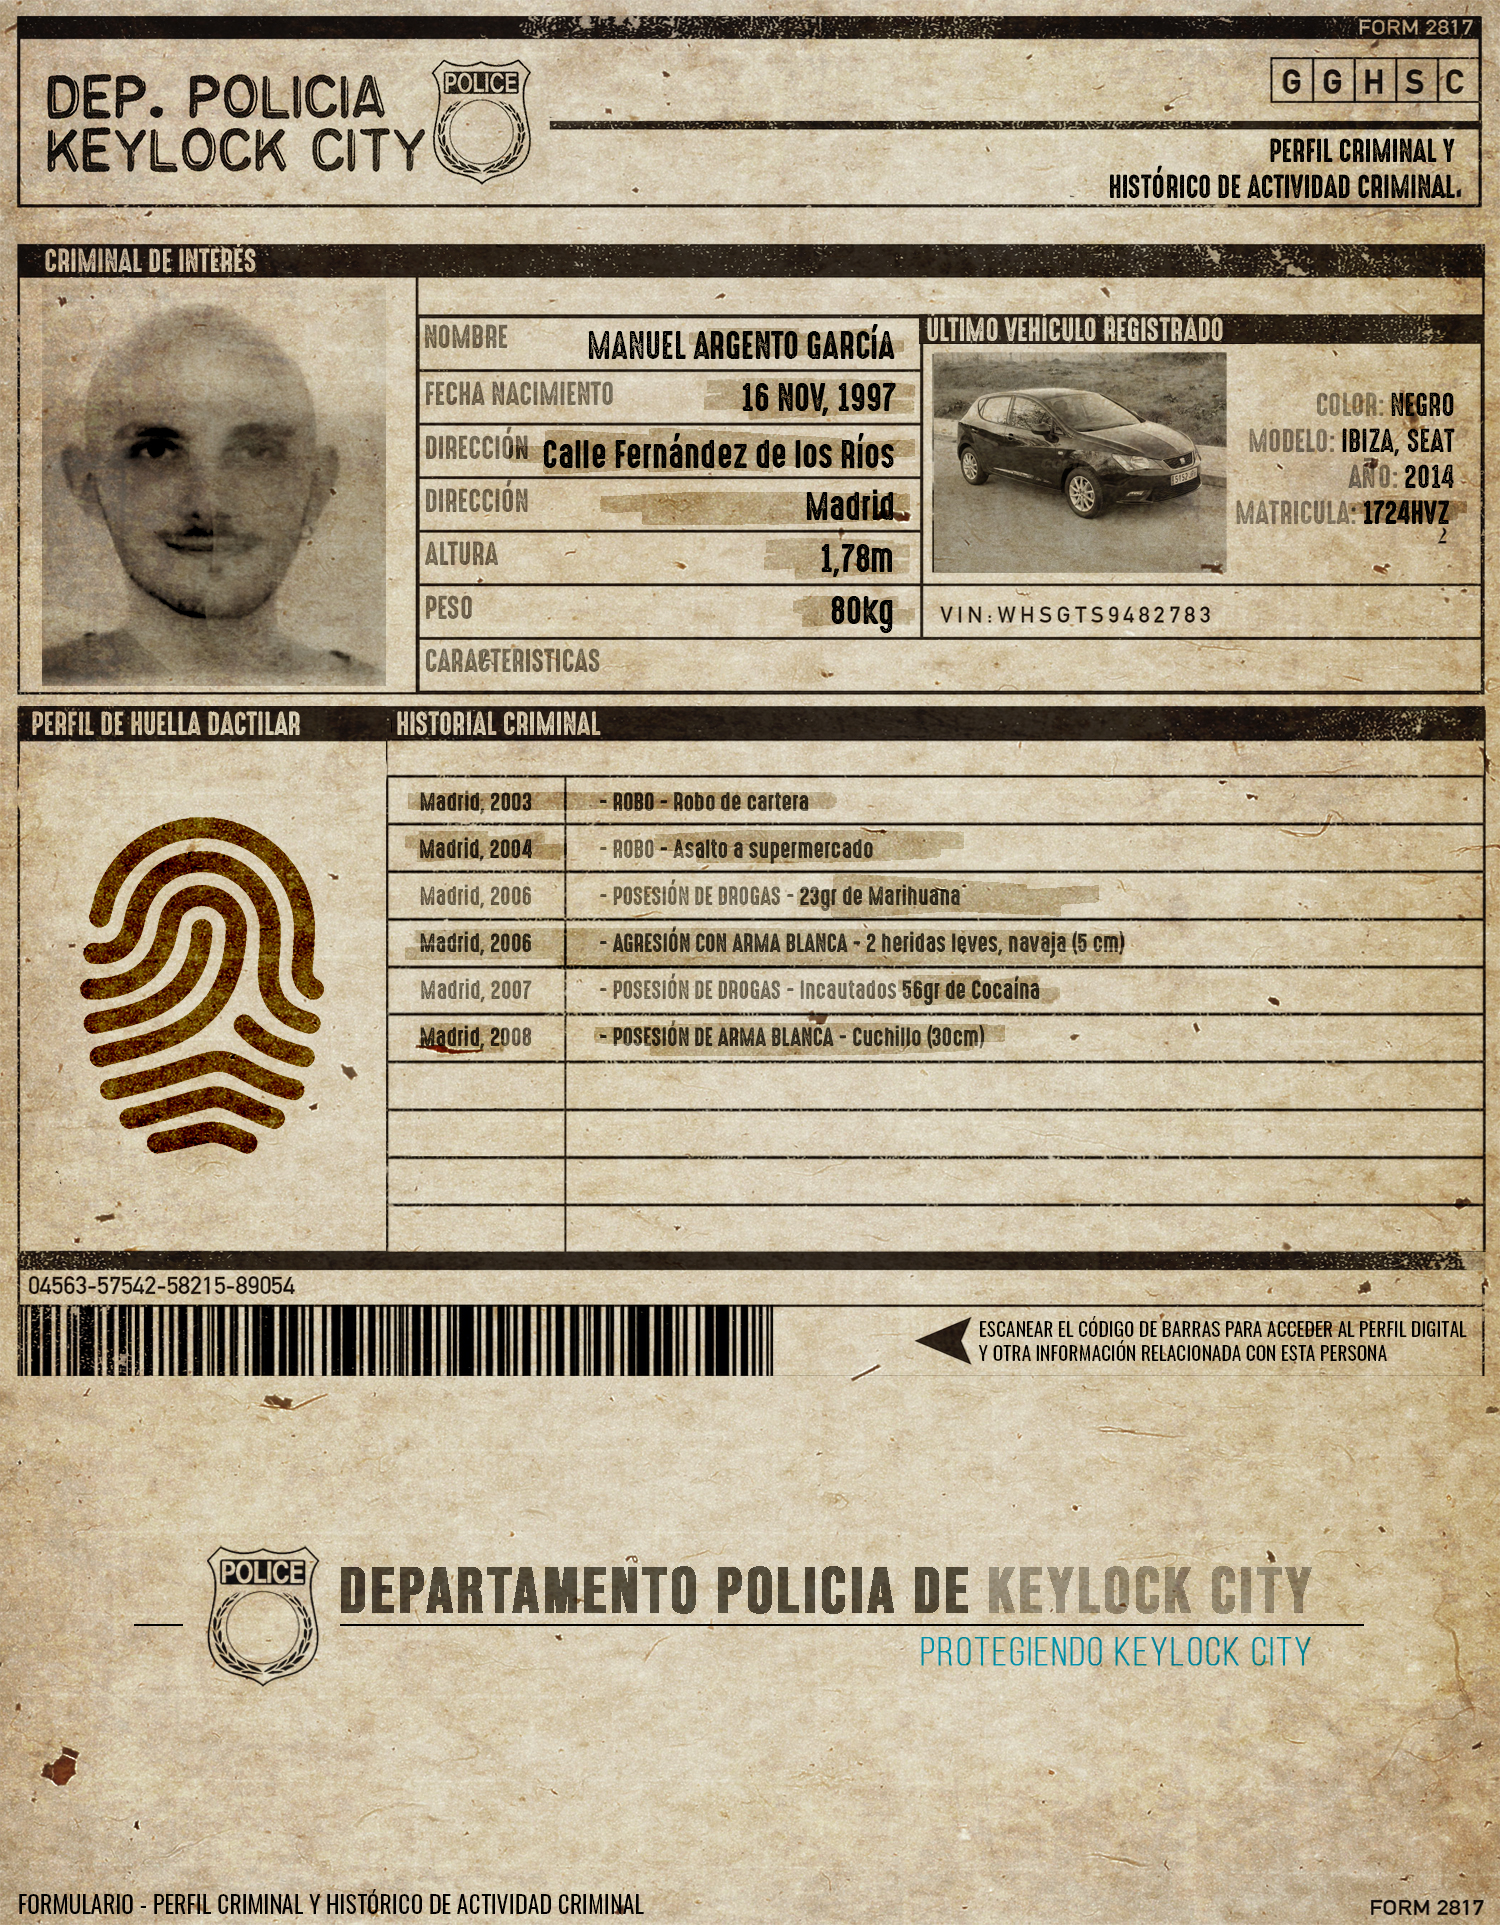 FORM 2817
DEP. POLICIA
KEYLOCK CITY
POLICE
GGHSC
PERFIL CRIMINAL Y
HISTÓRICO DE ACTIVIDAD CRIMINAL.
CRIMINAL DE INTERÉS
NOMBRE MANUEL ARGENTO GARCÍA
FECHA NACIMIENTO 16 NOV, 1997
DIRECCIÓN Calle Fernández de los Ríos
DIRECCIÓN Madrid
ALTURA 1,78m
PESO 80kg
CARACTERISTICAS
ÚLTIMO VEHÍCULO REGISTRADO
COLOR: NEGRO
MODELO: IBIZA, SEAT
AÑO: 2014
MATRICULA: 1724HVZ
2
VIN:WHSGTS9482783
PERFIL DE HUELLA DACTILAR
HISTORIAL CRIMINAL
Madrid, 2003 - ROBO - Robo de cartera
Madrid, 2004 - ROBO - Asalto a supermercado
Madrid, 2006 - POSESIÓN DE DROGAS - 23gr de Marihuana
Madrid, 2006 - AGRESIÓN CON ARMA BLANCA - 2 heridas leves, navaja (5 cm)
Madrid, 2007 - POSESIÓN DE DROGAS - Incautados 56gr de Cocaína
Madrid, 2008 - POSESIÓN DE ARMA BLANCA - Cuchillo (30cm)
04563-57542-58215-89054
ESCANEAR EL CÓDIGO DE BARRAS PARA ACCEDER AL PERFIL DIGITAL
Y OTRA INFORMACIÓN RELACIONADA CON ESTA PERSONA
POLICE
DEPARTAMENTO POLICIA DE KEYLOCK CITY
PROTEGIENDO KEYLOCK CITY
FORMULARIO - PERFIL CRIMINAL Y HISTÓRICO DE ACTIVIDAD CRIMINAL
FORM 2817